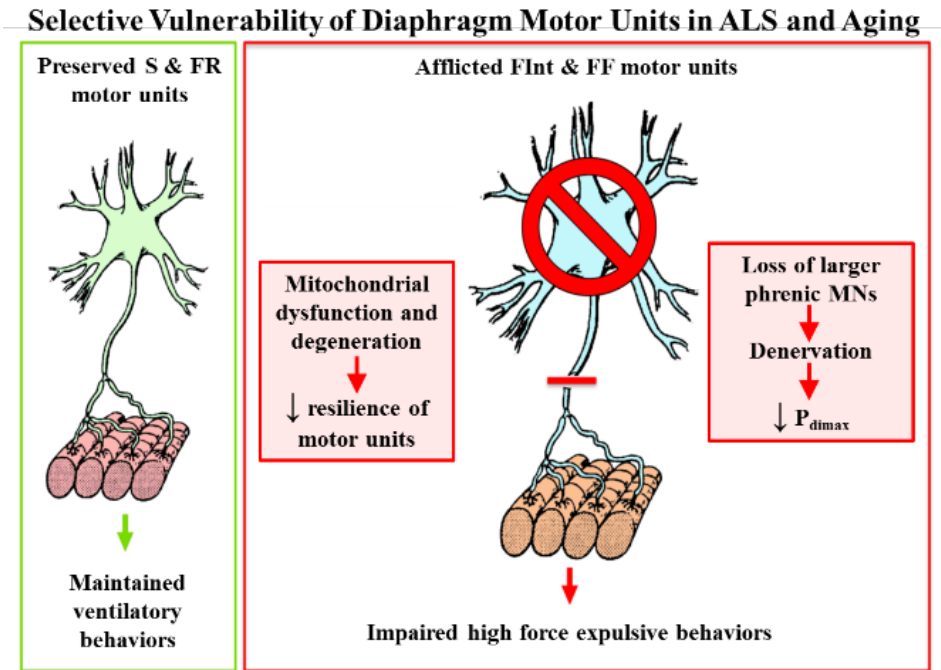 Selective Vulnerability of Diaphragm Motor Units in ALS and Aging
Preserved S & FR
motor units
Maintained
ventilatory
behaviors
Afflicted FInt & FF motor units
Mitochondrial
dysfunction and
degeneration
↓ resilience of
motor units
Loss of larger
phrenic MNs
Denervation
↓ Pdimax
Impaired high force expulsive behaviors